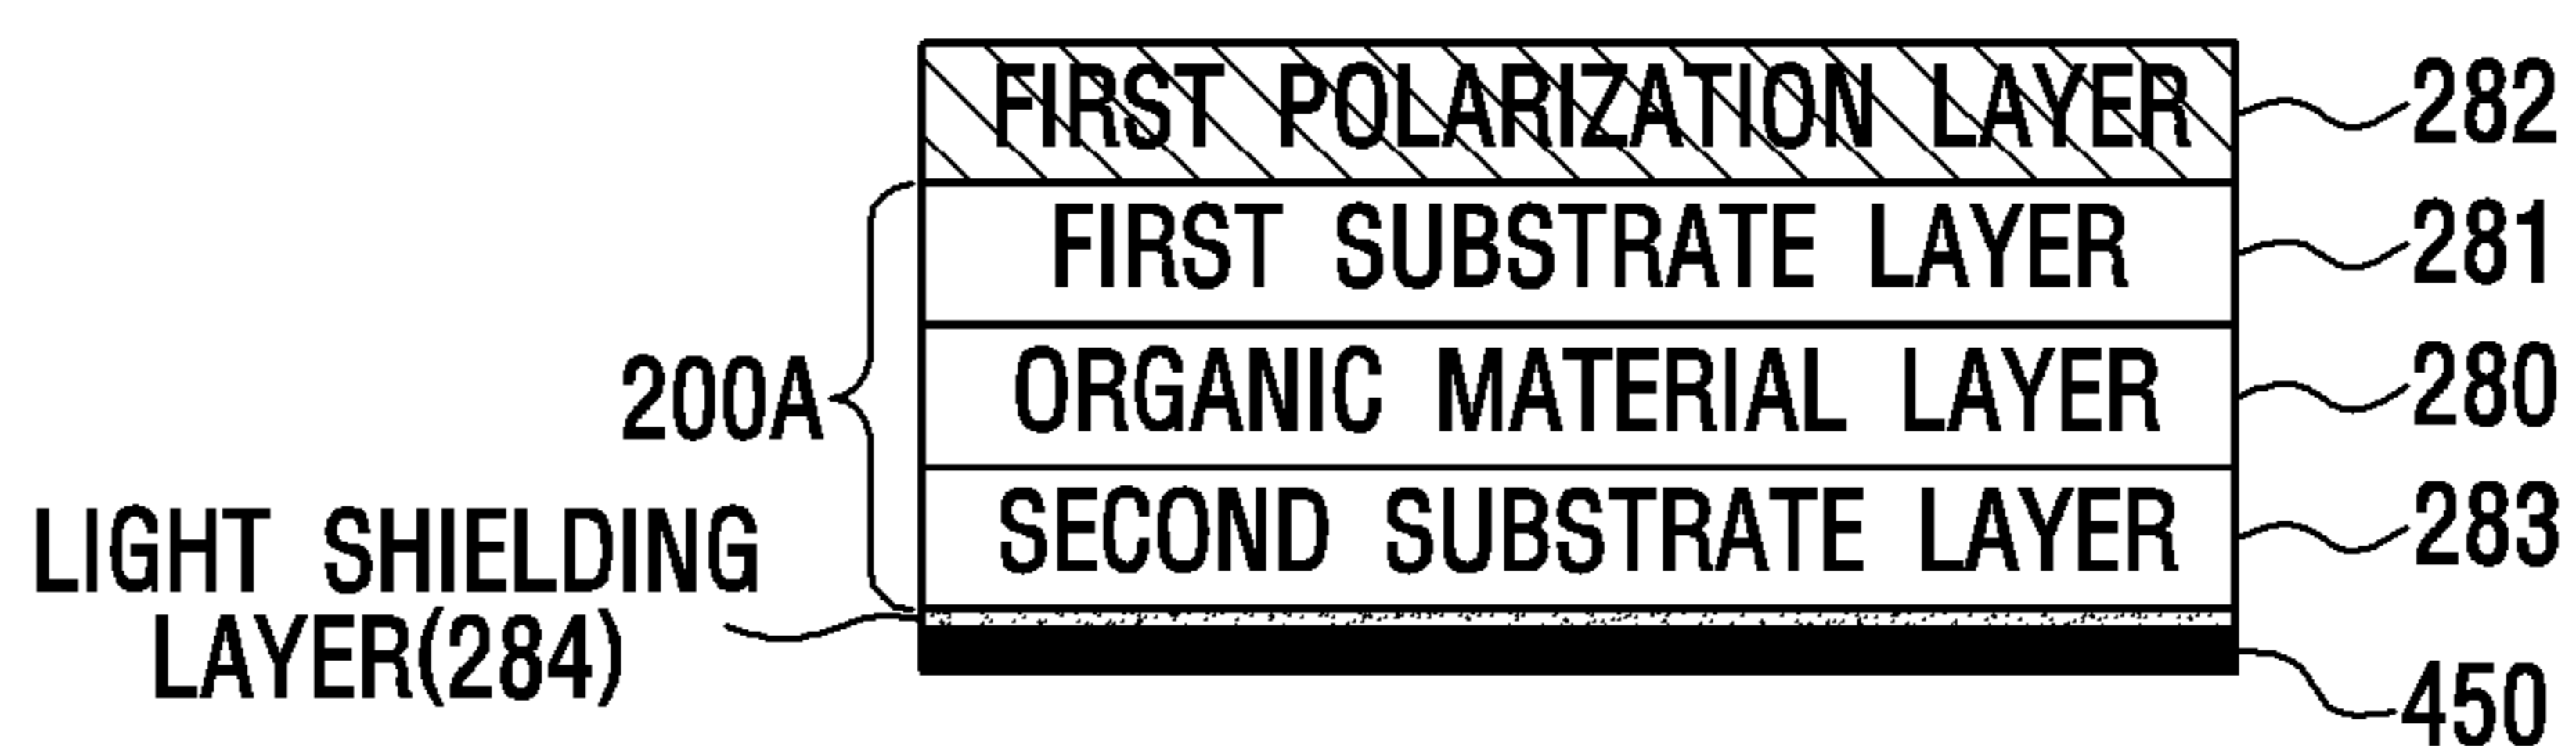 FIRST POLARIZATION LAYER 282
FIRST SUBSTRATE LAYER 281
200A
ORGANIC MATERIAL LAYER 280
SECOND SUBSTRATE LAYER 283
LIGHT SHIELDING
LAYER(284)
450